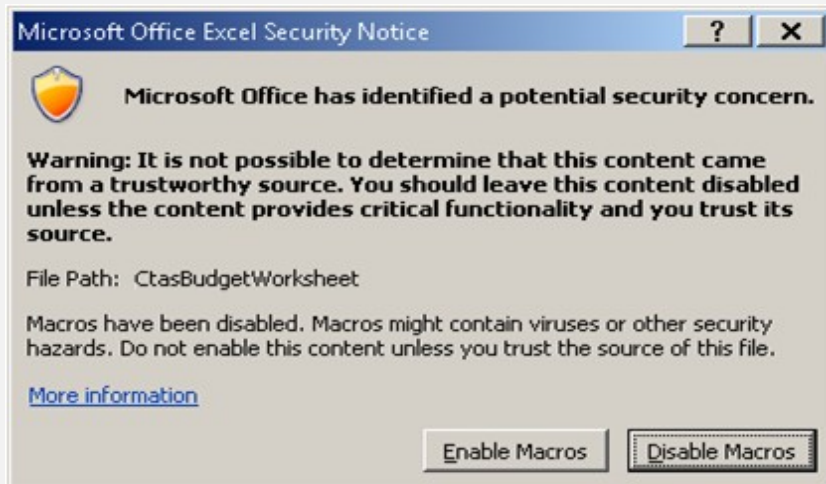 Microsoft Office Excel Security Notice
?
Microsoft Office has identified a potential security concern.
Warning: It is not possible to determine that this content came
from a trustworthy source. You should leave this content disabled
unless the content provides critical functionality and you trust its
source.
File Path: CtasBudgetWorksheet
Macros have been disabled. Macros might contain viruses or other security
hazards. Do not enable this content unless you trust the source of this file.
More information
Enable Macros Disable Macros